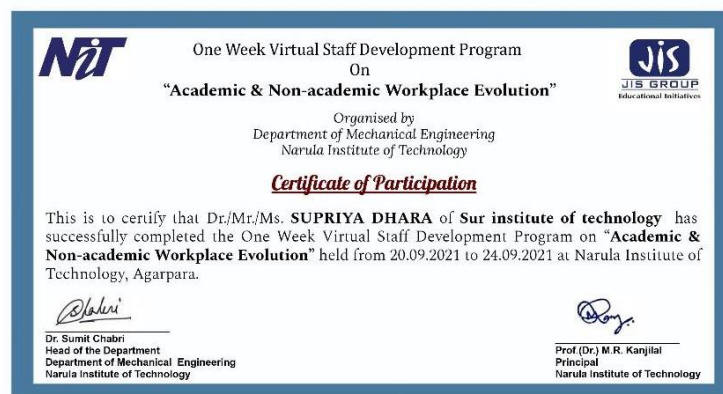 NiT
One Week Virtual Staff Development Program
On
“Academic & Non-academic Workplace Evolution”
JIS
JIS GROUP
Educational Initiatives
Organised by
Department of Mechanical Engineering
Narula Institute of Technology
Certificate of Participation
This is to certify that Dr./Mr./Ms. SUPRIYA DHARA of Sur institute of technology has
successfully completed the One Week Virtual Staff Development Program on “Academic &
Non-academic Workplace Evolution” held from 20.09.2021 to 24.09.2021 at Narula Institute of
Technology, Agarpara.
Dr. Sumit Chabri
Head of the Department
Department of Mechanical Engineering
Narula Institute of Technology
Prof.(Dr.) M.R. Kanjilal
Principal
Narula Institute of Technology